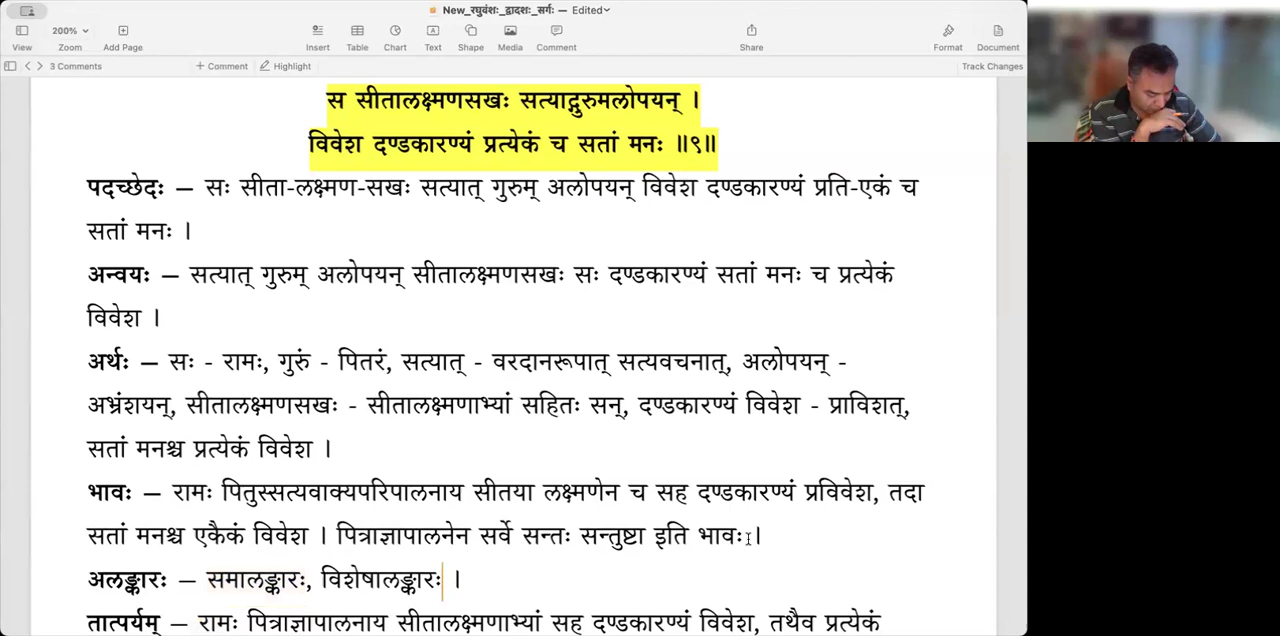 New_रघुवंशः_द्वादशः_सर्गः — Edited
200%
View Zoom Add Page Insert Table Chart Text Shape Media Comment Share Format Document
3 Comments + Comment Highlight Track Changes
स सीतालक्ष्मणसखः सत्याद्गुरुमलोपयन् ।
विवेश दण्डकारण्यं प्रत्येकं च सतां मनः ॥९॥
पदच्छेदः — सः सीता-लक्ष्मण-सखः सत्यात् गुरुम् अलोपयन् विवेश दण्डकारण्यं प्रति-एकं च
सतां मनः ।
अन्वयः — सत्यात् गुरुम् अलोपयन् सीतालक्ष्मणसखः सः दण्डकारण्यं सतां मनः च प्रत्येकं
विवेश ।
अर्थः — सः - रामः, गुरुं - पितरं, सत्यात् - वरदानरूपात् सत्यवचनात्, अलोपयन् -
अभ्रंशयन्, सीतालक्ष्मणसखः - सीतालक्ष्मणाभ्यां सहितः सन्, दण्डकारण्यं विवेश - प्राविशत्,
सतां मनश्च प्रत्येकं विवेश ।
भावः — रामः पितुस्सत्यवाक्यपरिपालनाय सीतया लक्ष्मणेन च सह दण्डकारण्यं प्रविवेश, तदा
सतां मनश्च एकैकं विवेश । पित्राज्ञापालनेन सर्वे सन्तः सन्तुष्टा इति भावः ।
अलङ्कारः — समालङ्कारः, विशेषालङ्कारः ।
तात्पर्यम् — रामः पित्राज्ञापालनाय सीतालक्ष्मणाभ्यां सह दण्डकारण्यं विवेश, तथैव प्रत्येकं